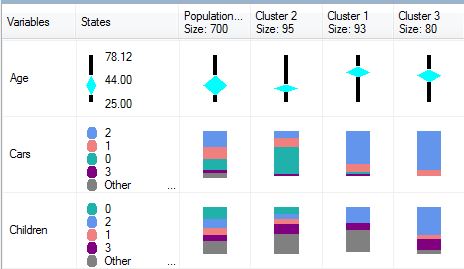 Variables States Population... Cluster 2 Cluster 1 Cluster 3
Size: 700 Size: 95 Size: 93 Size: 80
Age
78.12
44.00
25.00
Cars
2
1
0
3
Other ...
Children
0
2
1
3
Other ...